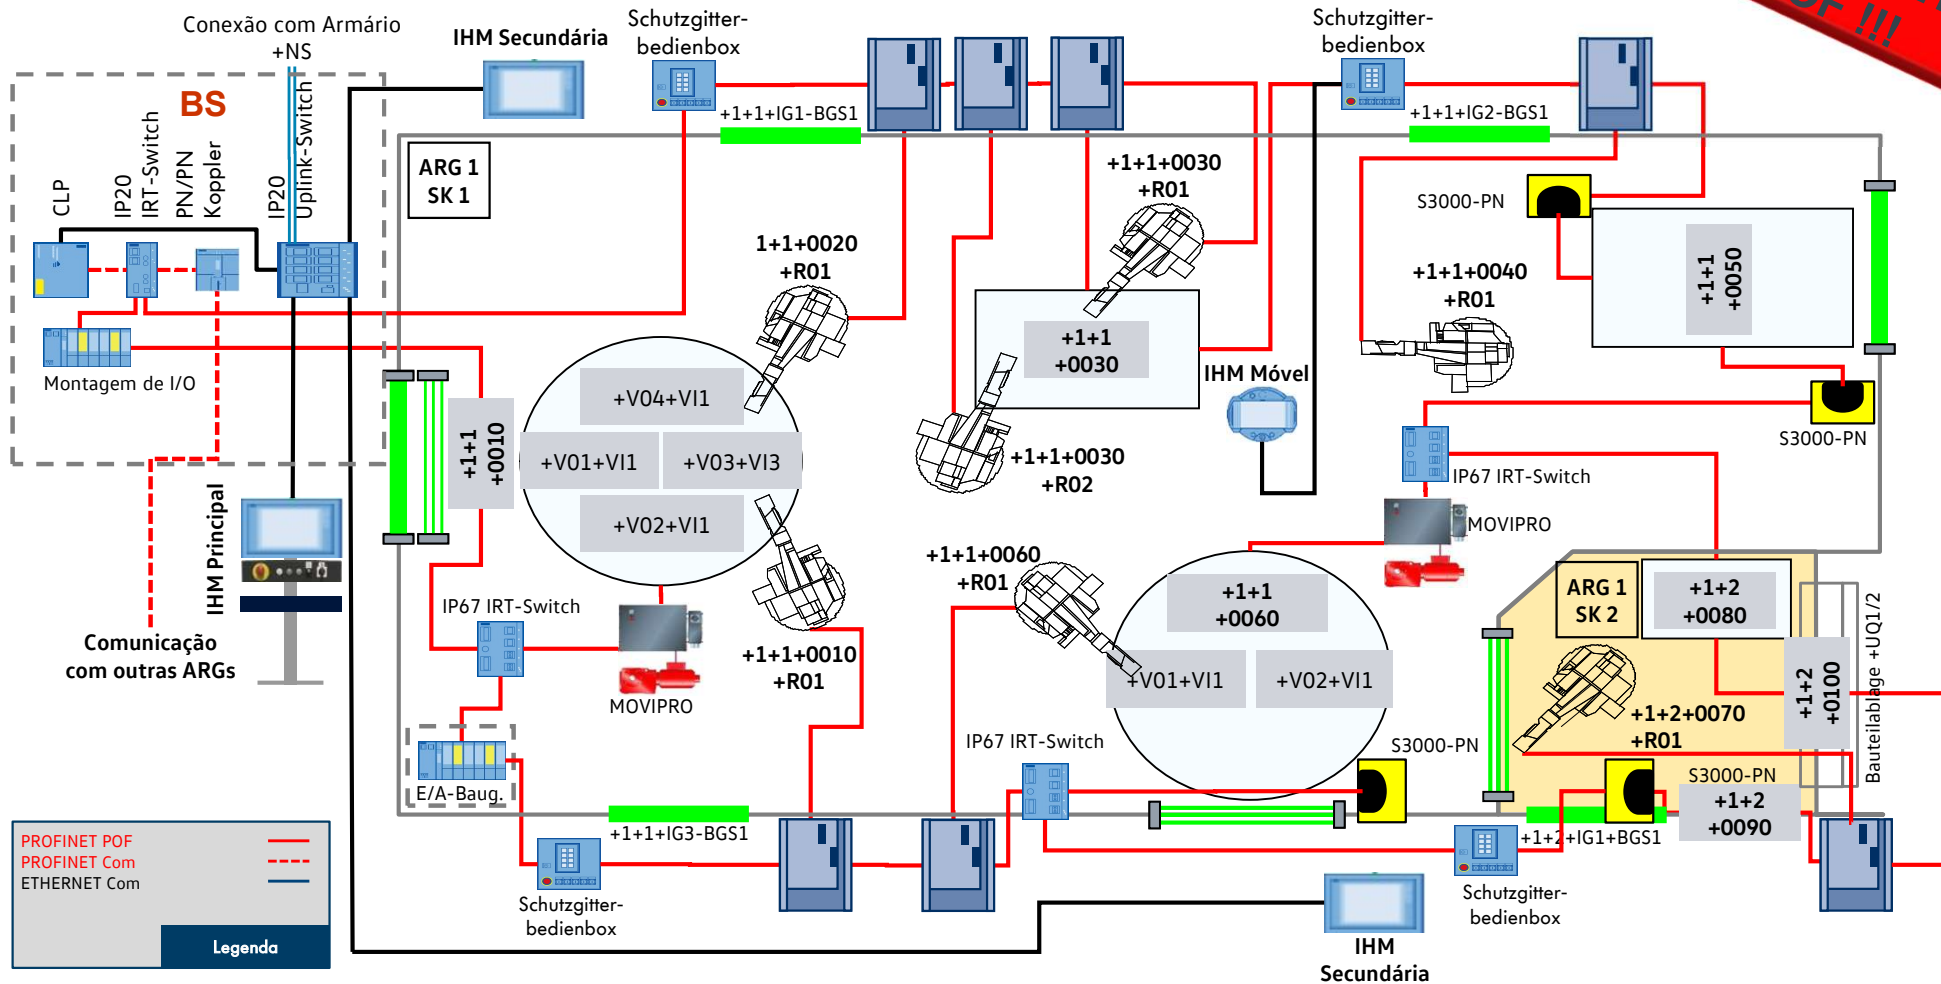 Conexão com Armário
+NS
IHM Secundária
Schutzgitter-
bedienbox
Schutzgitter-
bedienbox
!!!
BS
CLP
IP20
IRT-Switch
PN/PN
Koppler
IP20
Uplink-Switch
+1+1+IG1-BGS1
+1+1+IG2-BGS1
ARG 1
SK 1
+1+1+0030
+R01
S3000-PN
1+1+0020
+R01
+1+1+0040
+R01
+1+1
+0050
+1+1
+0030
Montagem de I/O
IHM Móvel
+V04+VI1
+1+1
+0010
+V01+VI1
+V03+VI3
+V02+VI1
+1+1+0030
+R02
S3000-PN
IP67 IRT-Switch
MOVIPRO
IHM Principal
+1+1+0060
+R01
+1+1
+0060
ARG 1
SK 2
+1+2
+0080
IP67 IRT-Switch
Comunicação
com outras ARGs
+1+1+0010
+R01
+V01+VI1
+V02+VI1
+1+2
+0100
Bauteilablage +UQ1/2
MOVIPRO
+1+2+0070
+R01
IP67 IRT-Switch
S3000-PN
S3000-PN
E/A-Baug.
+1+2
+0090
+1+1+IG3-BGS1
+1+2+IG1+BGS1
PROFINET POF
PROFINET Com
ETHERNET Com
Legenda
Schutzgitter-
bedienbox
Schutzgitter-
bedienbox
IHM
Secundária